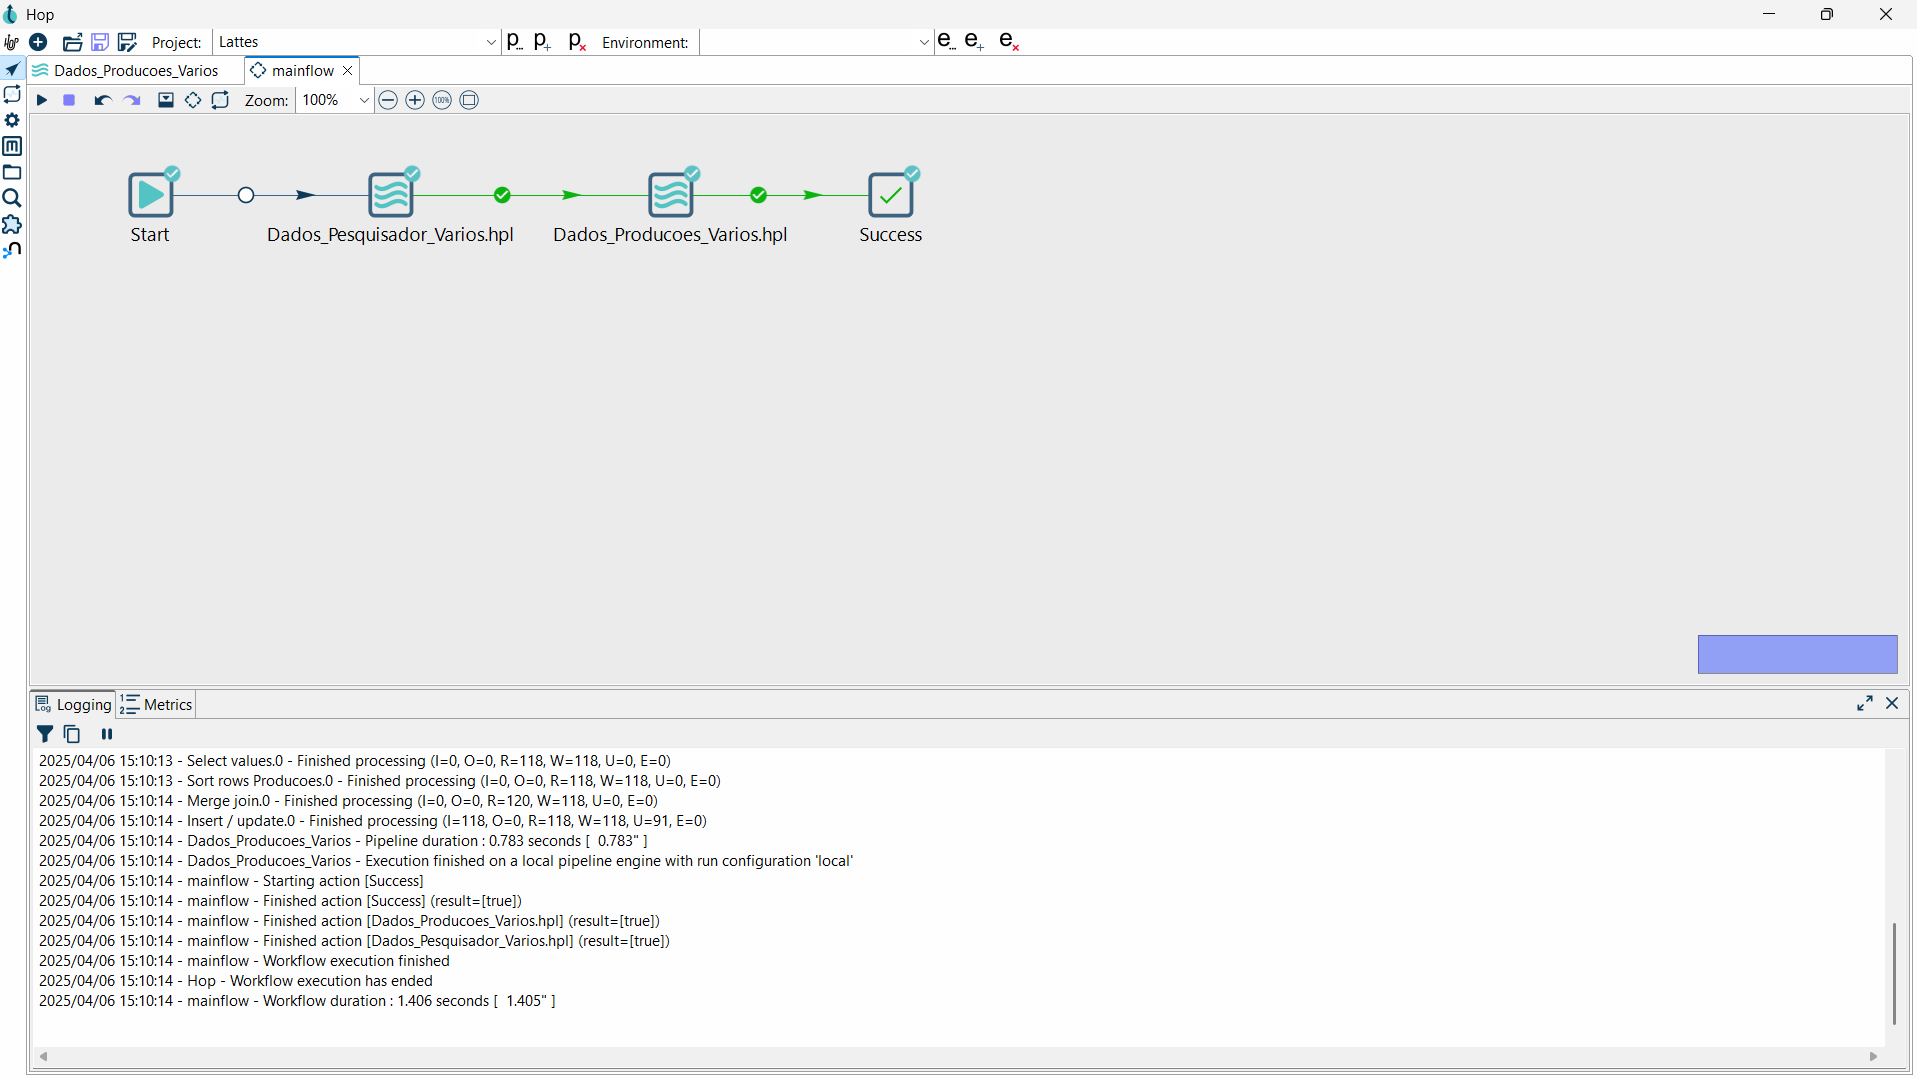 Hop
Hop Project: Lattes p... p+ px Environment: e... e+ ex
Dados_Producoes_Varios mainflow
Zoom: 100% 100%
Start Dados_Pesquisador_Varios.hpl Dados_Producoes_Varios.hpl Success
Log Logging 1 2 Metrics
2025/04/06 15:10:13 - Select values.0 - Finished processing (I=0, O=0, R=118, W=118, U=0, E=0)
2025/04/06 15:10:13 - Sort rows Producoes.0 - Finished processing (I=0, O=0, R=118, W=118, U=0, E=0)
2025/04/06 15:10:14 - Merge join.0 - Finished processing (I=0, O=0, R=120, W=118, U=0, E=0)
2025/04/06 15:10:14 - Insert / update.0 - Finished processing (I=118, O=0, R=118, W=118, U=91, E=0)
2025/04/06 15:10:14 - Dados_Producoes_Varios - Pipeline duration : 0.783 seconds [  0.783" ]
2025/04/06 15:10:14 - Dados_Producoes_Varios - Execution finished on a local pipeline engine with run configuration 'local'
2025/04/06 15:10:14 - mainflow - Starting action [Success]
2025/04/06 15:10:14 - mainflow - Finished action [Success] (result=[true])
2025/04/06 15:10:14 - mainflow - Finished action [Dados_Producoes_Varios.hpl] (result=[true])
2025/04/06 15:10:14 - mainflow - Finished action [Dados_Pesquisador_Varios.hpl] (result=[true])
2025/04/06 15:10:14 - mainflow - Workflow execution finished
2025/04/06 15:10:14 - Hop - Workflow execution has ended
2025/04/06 15:10:14 - mainflow - Workflow duration : 1.406 seconds [  1.405" ]